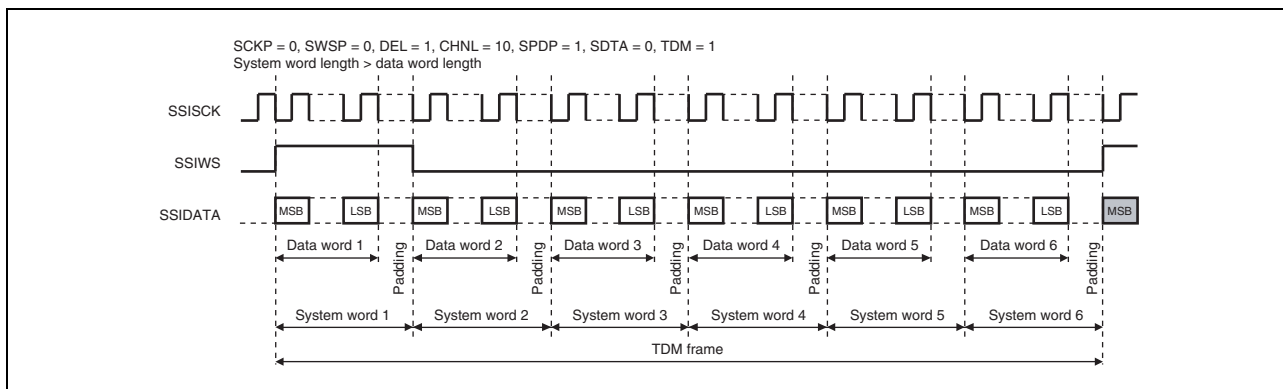 SCKP = 0, SWSP = 0, DEL = 1, CHNL = 10, SPDP = 1, SDTA = 0, TDM = 1
System word length > data word length
SSISCK
SSIWS
SSIDATA
MSB LSB MSB LSB MSB LSB MSB LSB MSB LSB MSB LSB MSB
Data word 1 Padding Data word 2 Padding Data word 3 Padding Data word 4 Padding Data word 5 Data word 6 Padding
System word 1 System word 2 System word 3 System word 4 System word 5 System word 6
TDM frame